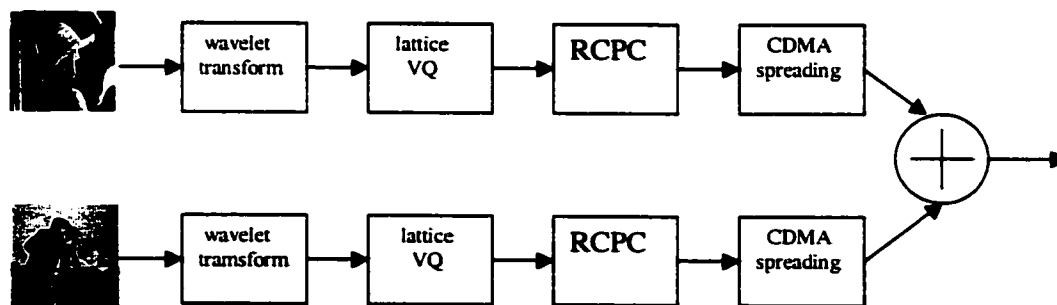 wavelet
transform
lattice
VQ
RCPC
CDMA
spreading
wavelet
tramsform
lattice
VQ
RCPC
CDMA
spreading